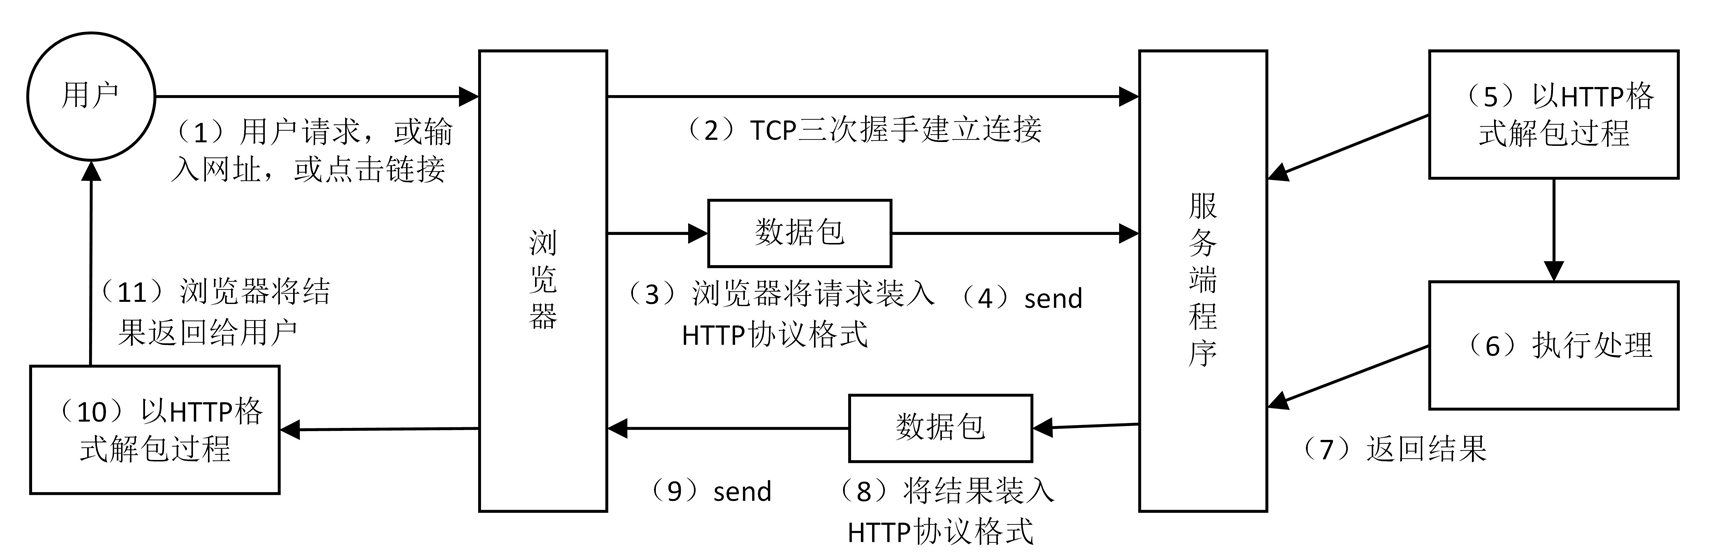 用户
（1）用户请求，或输
入网址，或点击链接
（2）TCP三次握手建立连接
（5）以HTTP格
式解包过程
浏览器
数据包
服务端程序
（3）浏览器将请求装入
HTTP协议格式
（4）send
（6）执行处理
（11）浏览器将结
果返回给用户
（10）以HTTP格
式解包过程
数据包
（7）返回结果
（9）send
（8）将结果装入
HTTP协议格式